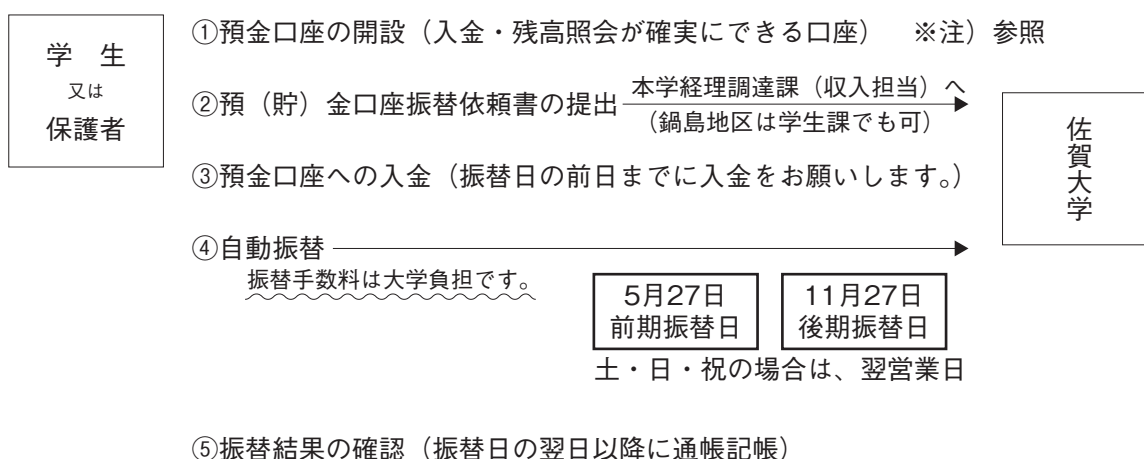 学 生
又は
保護者
①預金口座の開設（入金・残高照会が確実にできる口座） ※注）参照
②預（貯）金口座振替依頼書の提出
本学経理調達課（収入担当）へ
（鍋島地区は学生課でも可）
佐賀大学
③預金口座への入金（振替日の前日までに入金をお願いします。）
④自動振替
振替手数料は大学負担です。
5月27日
前期振替日
11月27日
後期振替日
土・日・祝の場合は、翌営業日
⑤振替結果の確認（振替日の翌日以降に通帳記帳）